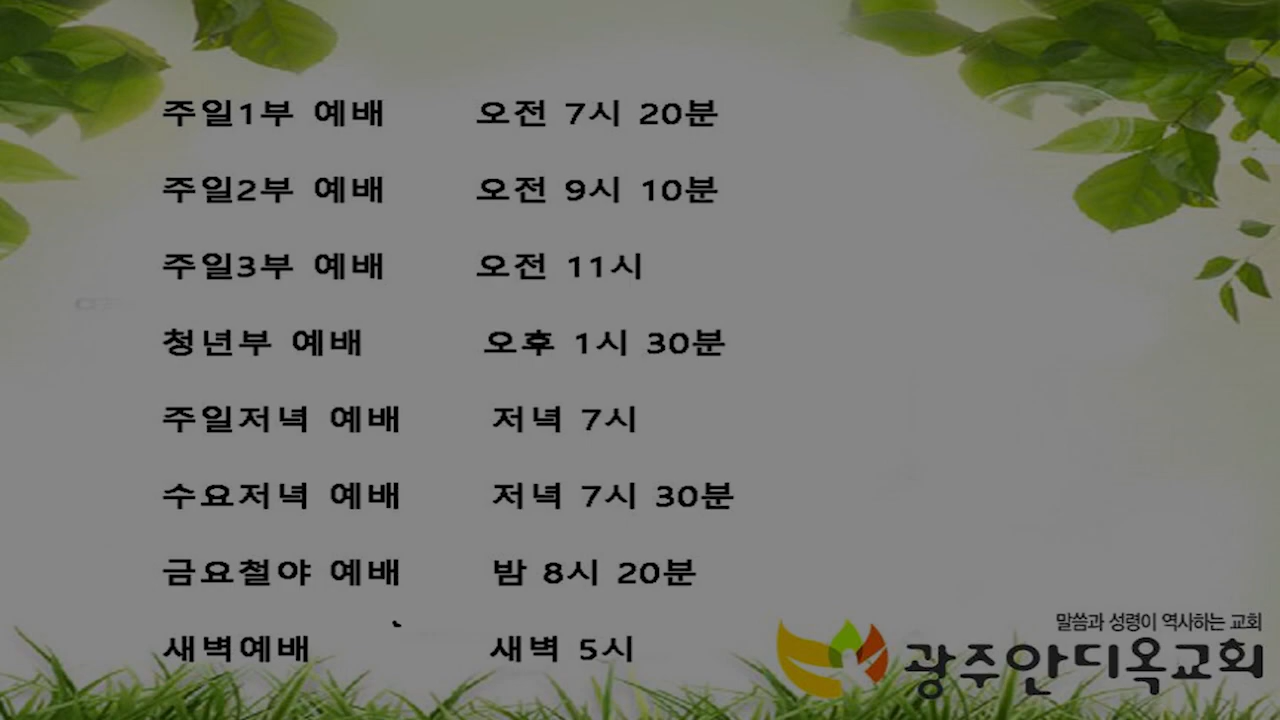 주일1부 예배 오전 7시 20분
주일2부 예배 오전 9시 10분
주일3부 예배 오전 11시
청년부 예배 오후 1시 30분
주일저녁 예배 저녁 7시
수요저녁 예배 저녁 7시 30분
금요철야 예배 밤 8시 20분
새벽예배 새벽 5시
말씀과 성령이 역사하는 교회
광주안디옥교회